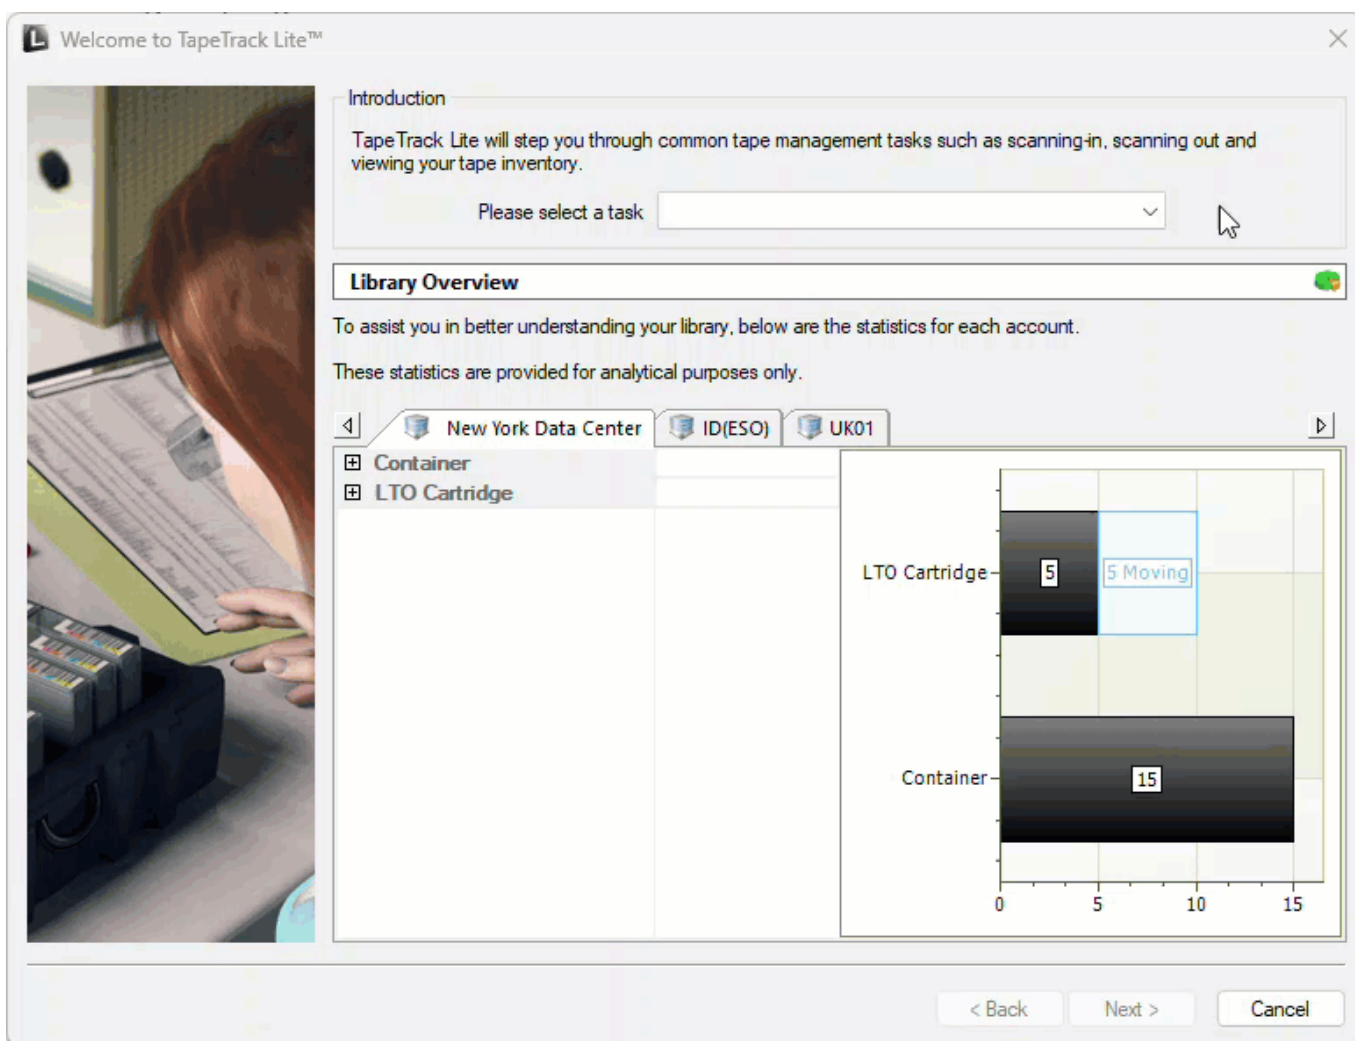 Welcome to TapeTrack Lite™
Introduction
TapeTrack Lite will step you through common tape management tasks such as scanning-in, scanning out and
viewing your tape inventory.
Please select a task
Library Overview
To assist you in better understanding your library, below are the statistics for each account.
These statistics are provided for analytical purposes only.
New York Data Center
ID(ESO)
UK01
Container
LTO Cartridge
LTO Cartridge
5
5 Moving
Container
15
0 5 10 15
< Back
Next >
Cancel